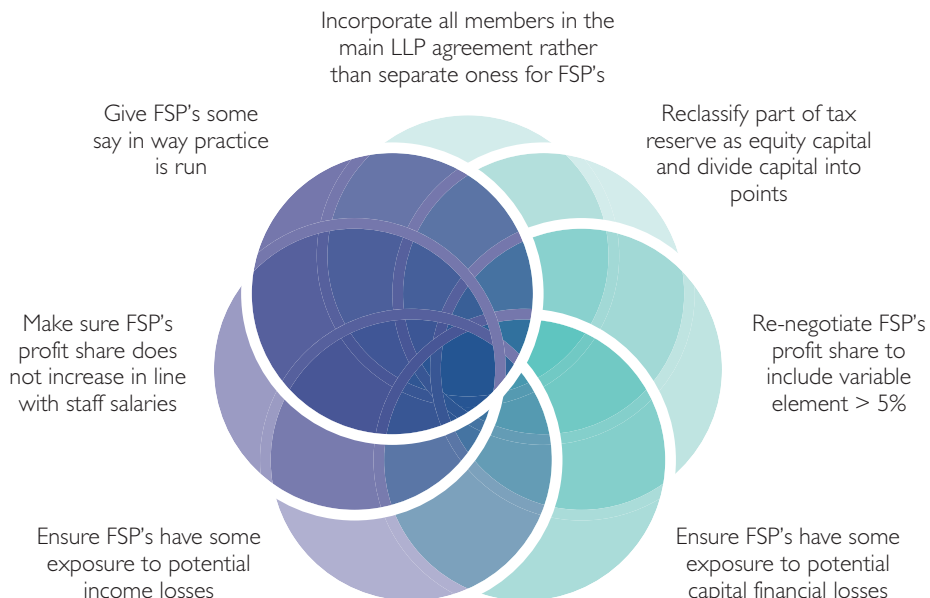 Incorporate all members in the
main LLP agreement rather
than separate oness for FSP's
Give FSP's some
say in way practice
is run
Reclassify part of tax
reserve as equity capital
and divide capital into
points
Make sure FSP's
profit share does
not increase in line
with staff salaries
Re-negotiate FSP's
profit share to
include variable
element > 5%
Ensure FSP's have some
exposure to potential
income losses
Ensure FSP's have some
exposure to potential
capital financial losses